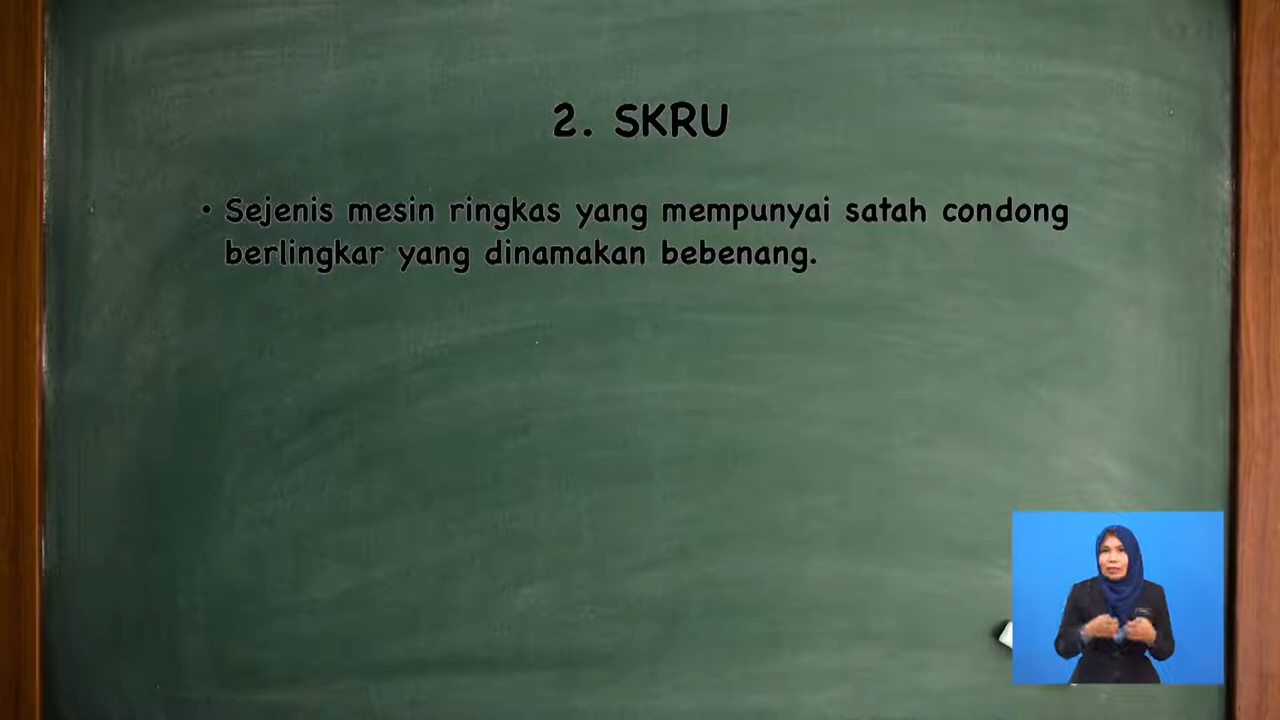 2. SKRU
• Sejenis mesin ringkas yang mempunyai satah condong
berlingkar yang dinamakan bebenang.